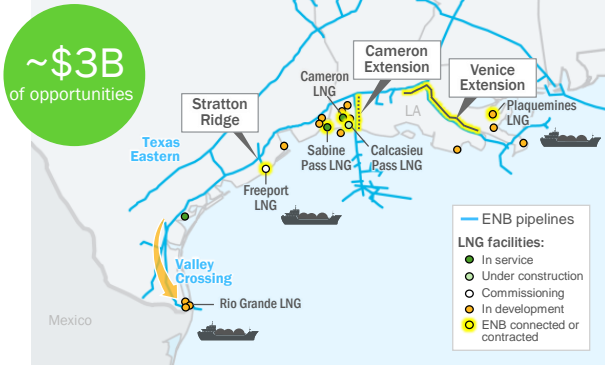 ~$3B
of opportunities
Cameron
Extension
Venice
Extension
Cameron
LNG
Stratton
Ridge
LA
Plaquemines
LNG
Texas
Eastern
Sabine
Pass LNG
Calcasieu
Pass LNG
Freeport
LNG
Valley
Crossing
Rio Grande LNG
Mexico
ENB pipelines
LNG facilities:
In service
Under construction
Commissioning
In development
ENB connected or
contracted